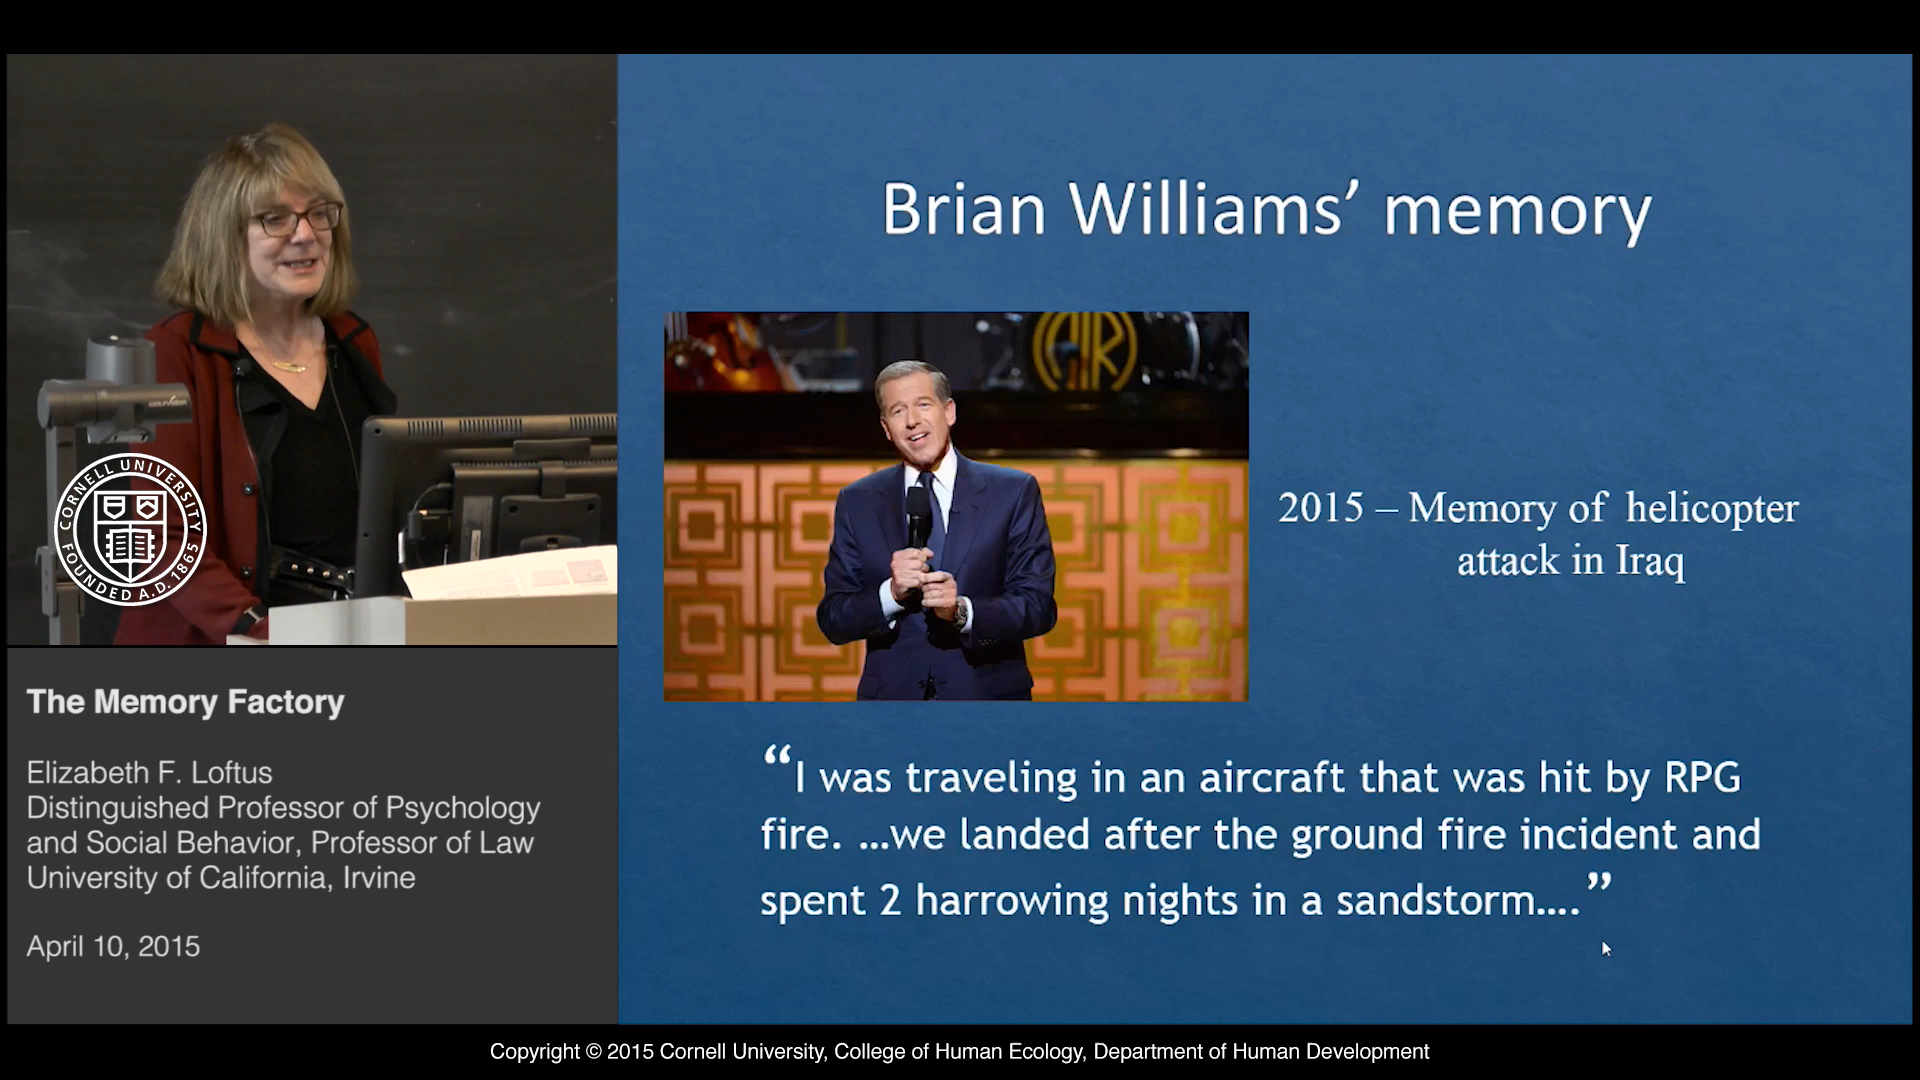 Brian Williams’ memory
2015 – Memory of helicopter
attack in Iraq
“I was traveling in an aircraft that was hit by RPG
fire. …we landed after the ground fire incident and
spent 2 harrowing nights in a sandstorm….”
CORNELL UNIVERSITY
FOUNDED A.D. 1865
The Memory Factory
Elizabeth F. Loftus
Distinguished Professor of Psychology
and Social Behavior, Professor of Law
University of California, Irvine
April 10, 2015
Copyright © 2015 Cornell University, College of Human Ecology, Department of Human Development